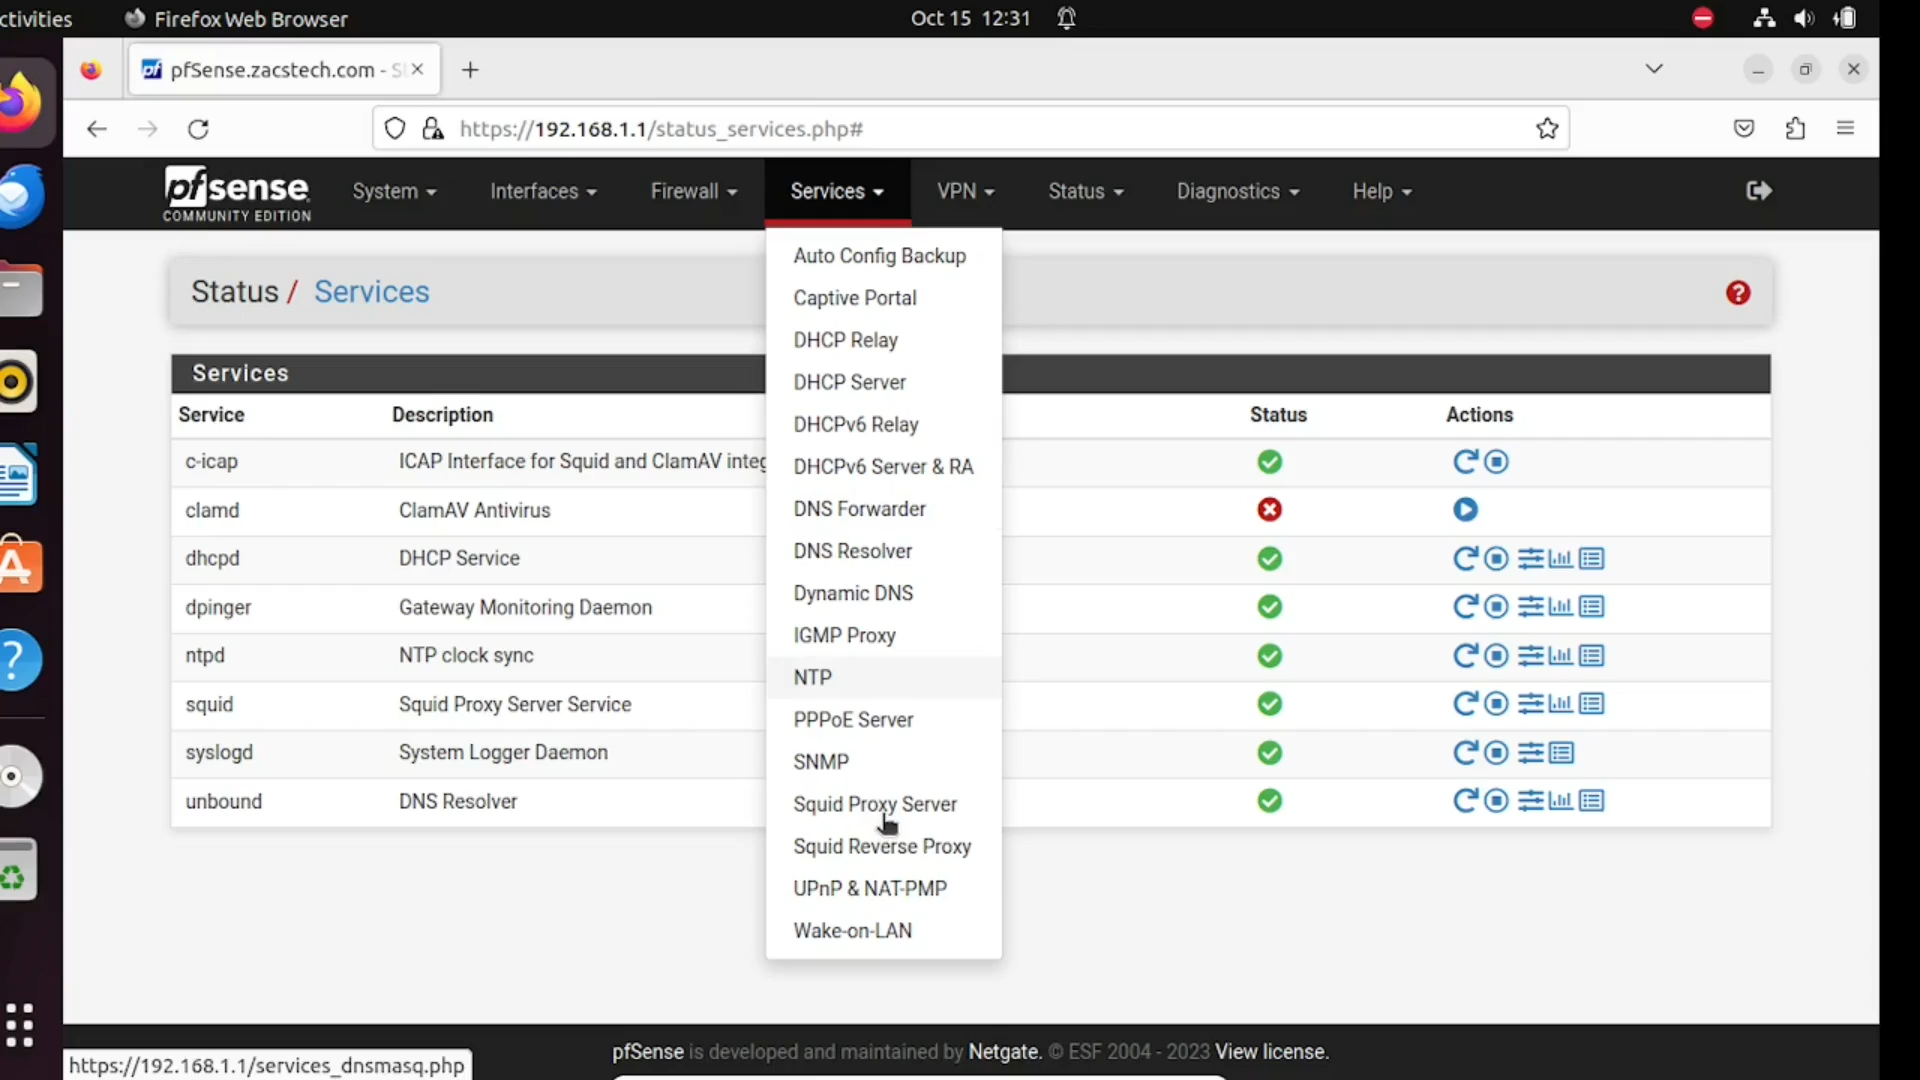 ctivities
Firefox Web Browser
Oct 15 12:31
pfSense.zacstech.com - S
https://192.168.1.1/status_services.php#
pfsense
COMMUNITY EDITION
System
Interfaces
Firewall
Services
VPN
Status
Diagnostics
Help
Auto Config Backup
Captive Portal
DHCP Relay
DHCP Server
DHCPv6 Relay
DHCPv6 Server & RA
DNS Forwarder
DNS Resolver
Dynamic DNS
IGMP Proxy
NTP
PPPoE Server
SNMP
Squid Proxy Server
Squid Reverse Proxy
UPnP & NAT-PMP
Wake-on-LAN
Status / Services
Services
Service Description Status Actions
c-icap ICAP Interface for Squid and ClamAV integ
clamd ClamAV Antivirus
dhcpd DHCP Service
dpinger Gateway Monitoring Daemon
ntpd NTP clock sync
squid Squid Proxy Server Service
syslogd System Logger Daemon
unbound DNS Resolver
pfSense is developed and maintained by Netgate. © ESF 2004 - 2023 View license.
https://192.168.1.1/services_dnsmasq.php